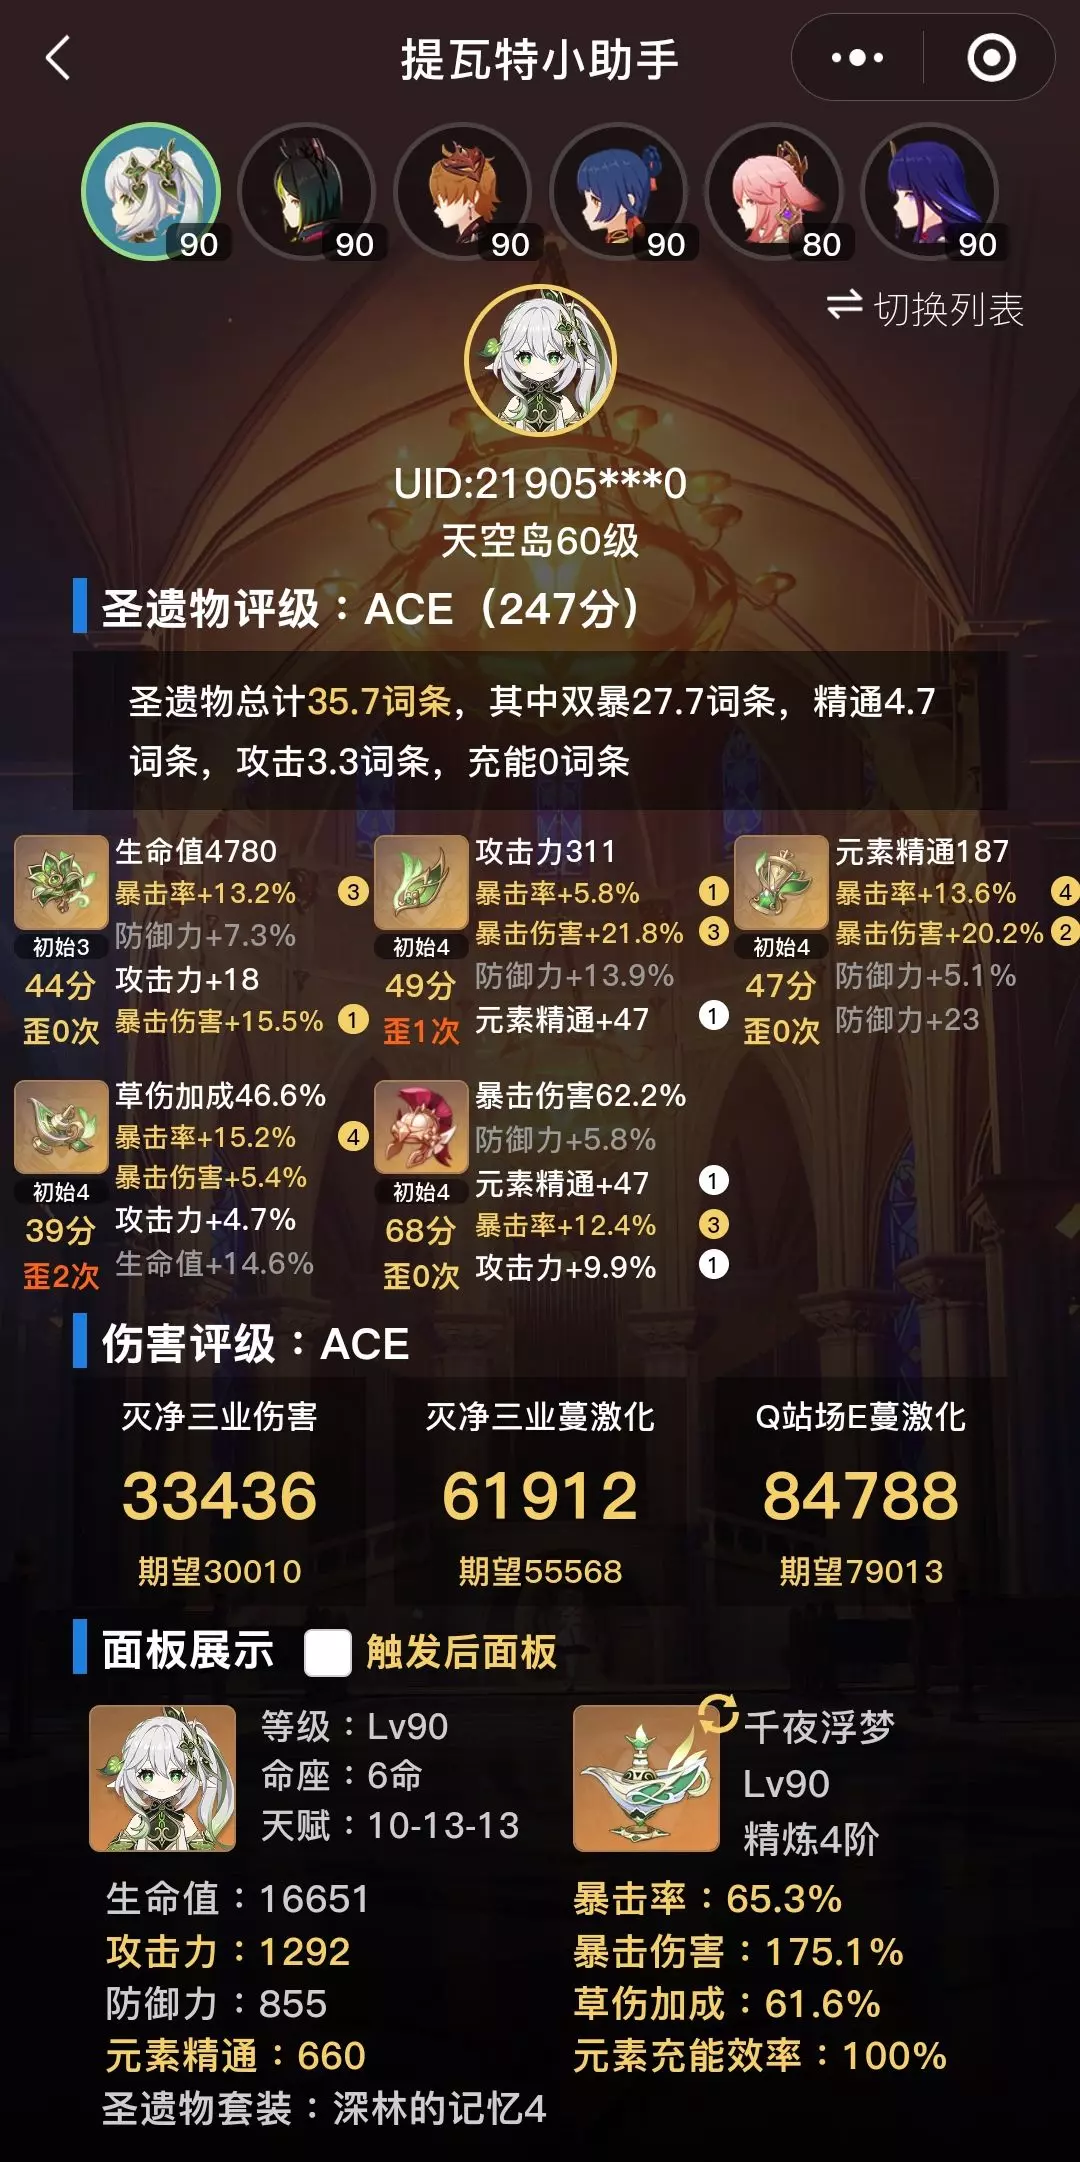 提瓦特小助手
90
90
90
90
80
90
切换列表
UID:21905***0
天空岛60级
圣遗物评级：ACE（247分）
圣遗物总计35.7词条，其中双暴27.7词条，精通4.7
词条，攻击3.3词条，充能0词条
生命值4780
暴击率+13.2% 3
防御力+7.3%
初始3
攻击力+18
44分
暴击伤害+15.5% 1
歪0次
攻击力311
暴击率+5.8% 1
暴击伤害+21.8% 3
初始4
防御力+13.9%
49分
元素精通+47 1
歪1次
元素精通187
暴击率+13.6% 4
暴击伤害+20.2% 2
初始4
防御力+5.1%
47分
防御力+23
歪0次
草伤加成46.6%
暴击率+15.2% 4
暴击伤害+5.4%
初始4
攻击力+4.7%
39分
生命值+14.6%
歪2次
暴击伤害62.2%
防御力+5.8%
元素精通+47 1
初始4
暴击率+12.4% 3
68分
攻击力+9.9% 1
歪0次
伤害评级：ACE
灭净三业伤害
33436
期望30010
灭净三业蔓激化
61912
期望55568
Q站场E蔓激化
84788
期望79013
面板展示 触发后面板
等级：Lv90
命座：6命
天赋：10-13-13
千夜浮梦
Lv90
精炼4阶
生命值：16651
暴击率：65.3%
攻击力：1292
暴击伤害：175.1%
防御力：855
草伤加成：61.6%
元素精通：660
元素充能效率：100%
圣遗物套装：深林的记忆4